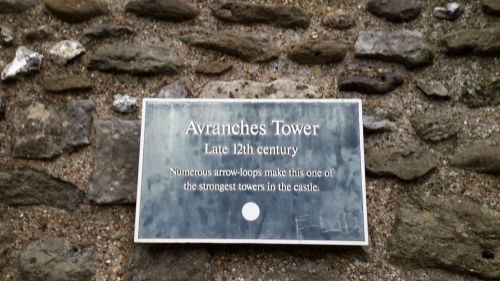 Avranches Tower
Late 12th century
Numerous arrow-loops make this one of
the strongest towers in the castle.